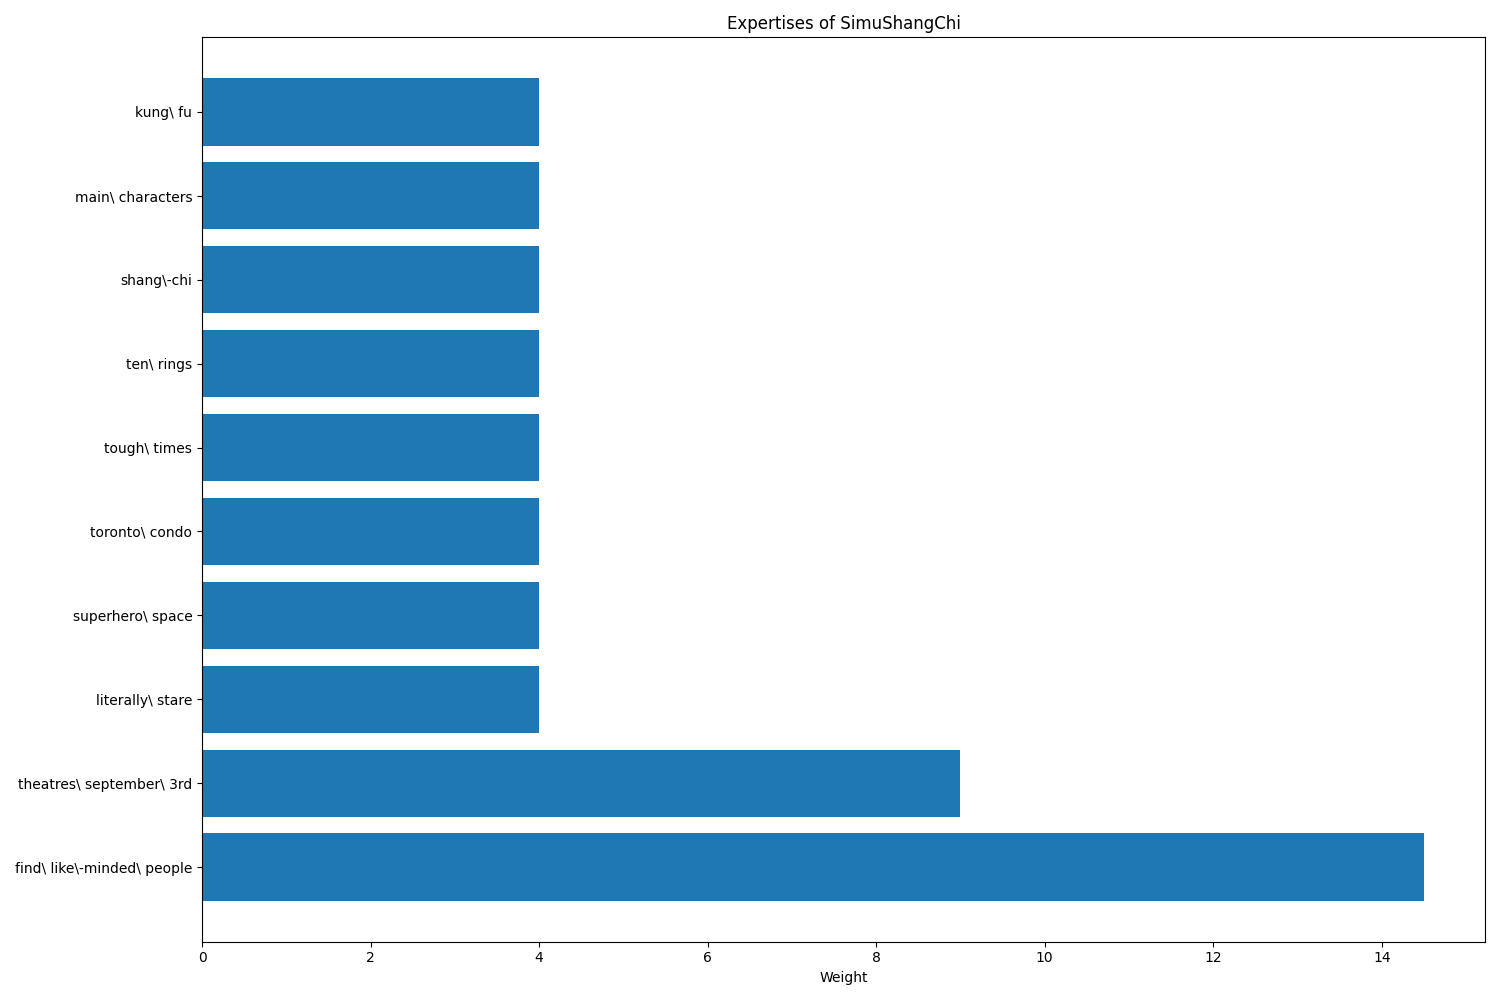 Expertises of SimuShangChi
kung\ fu
main\ characters
shang\-chi
ten\ rings
tough\ times
toronto\ condo
superhero\ space
literally\ stare
theatres\ september\ 3rd
find\ like\-minded\ people
0 2 4 6 8 10 12 14
Weight